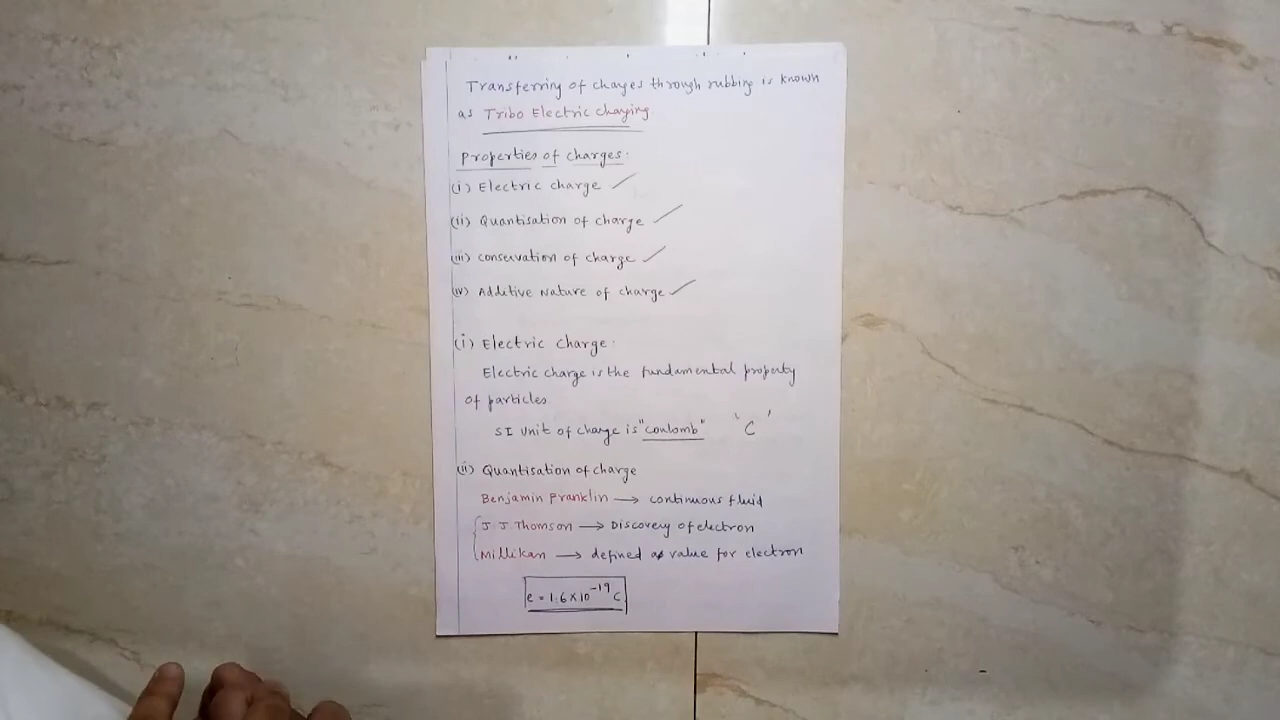 Transferring of charges through rubbing is known
as Tribo Electric charging
Properties of charges:
(i) Electric charge
(ii) Quantisation of charge
(iii) conservation of charge
(iv) Additive Nature of charge
(i) Electric charge:
Electric charge is the fundamental property
of particles
SI Unit of charge is "coulomb" 'C'
(ii) Quantisation of charge
Benjamin Franklin → continuous fluid
J.J. Thomson → Discovery of electron
Millikan → defined a value for electron
e = 1.6 × 10⁻¹⁹ C